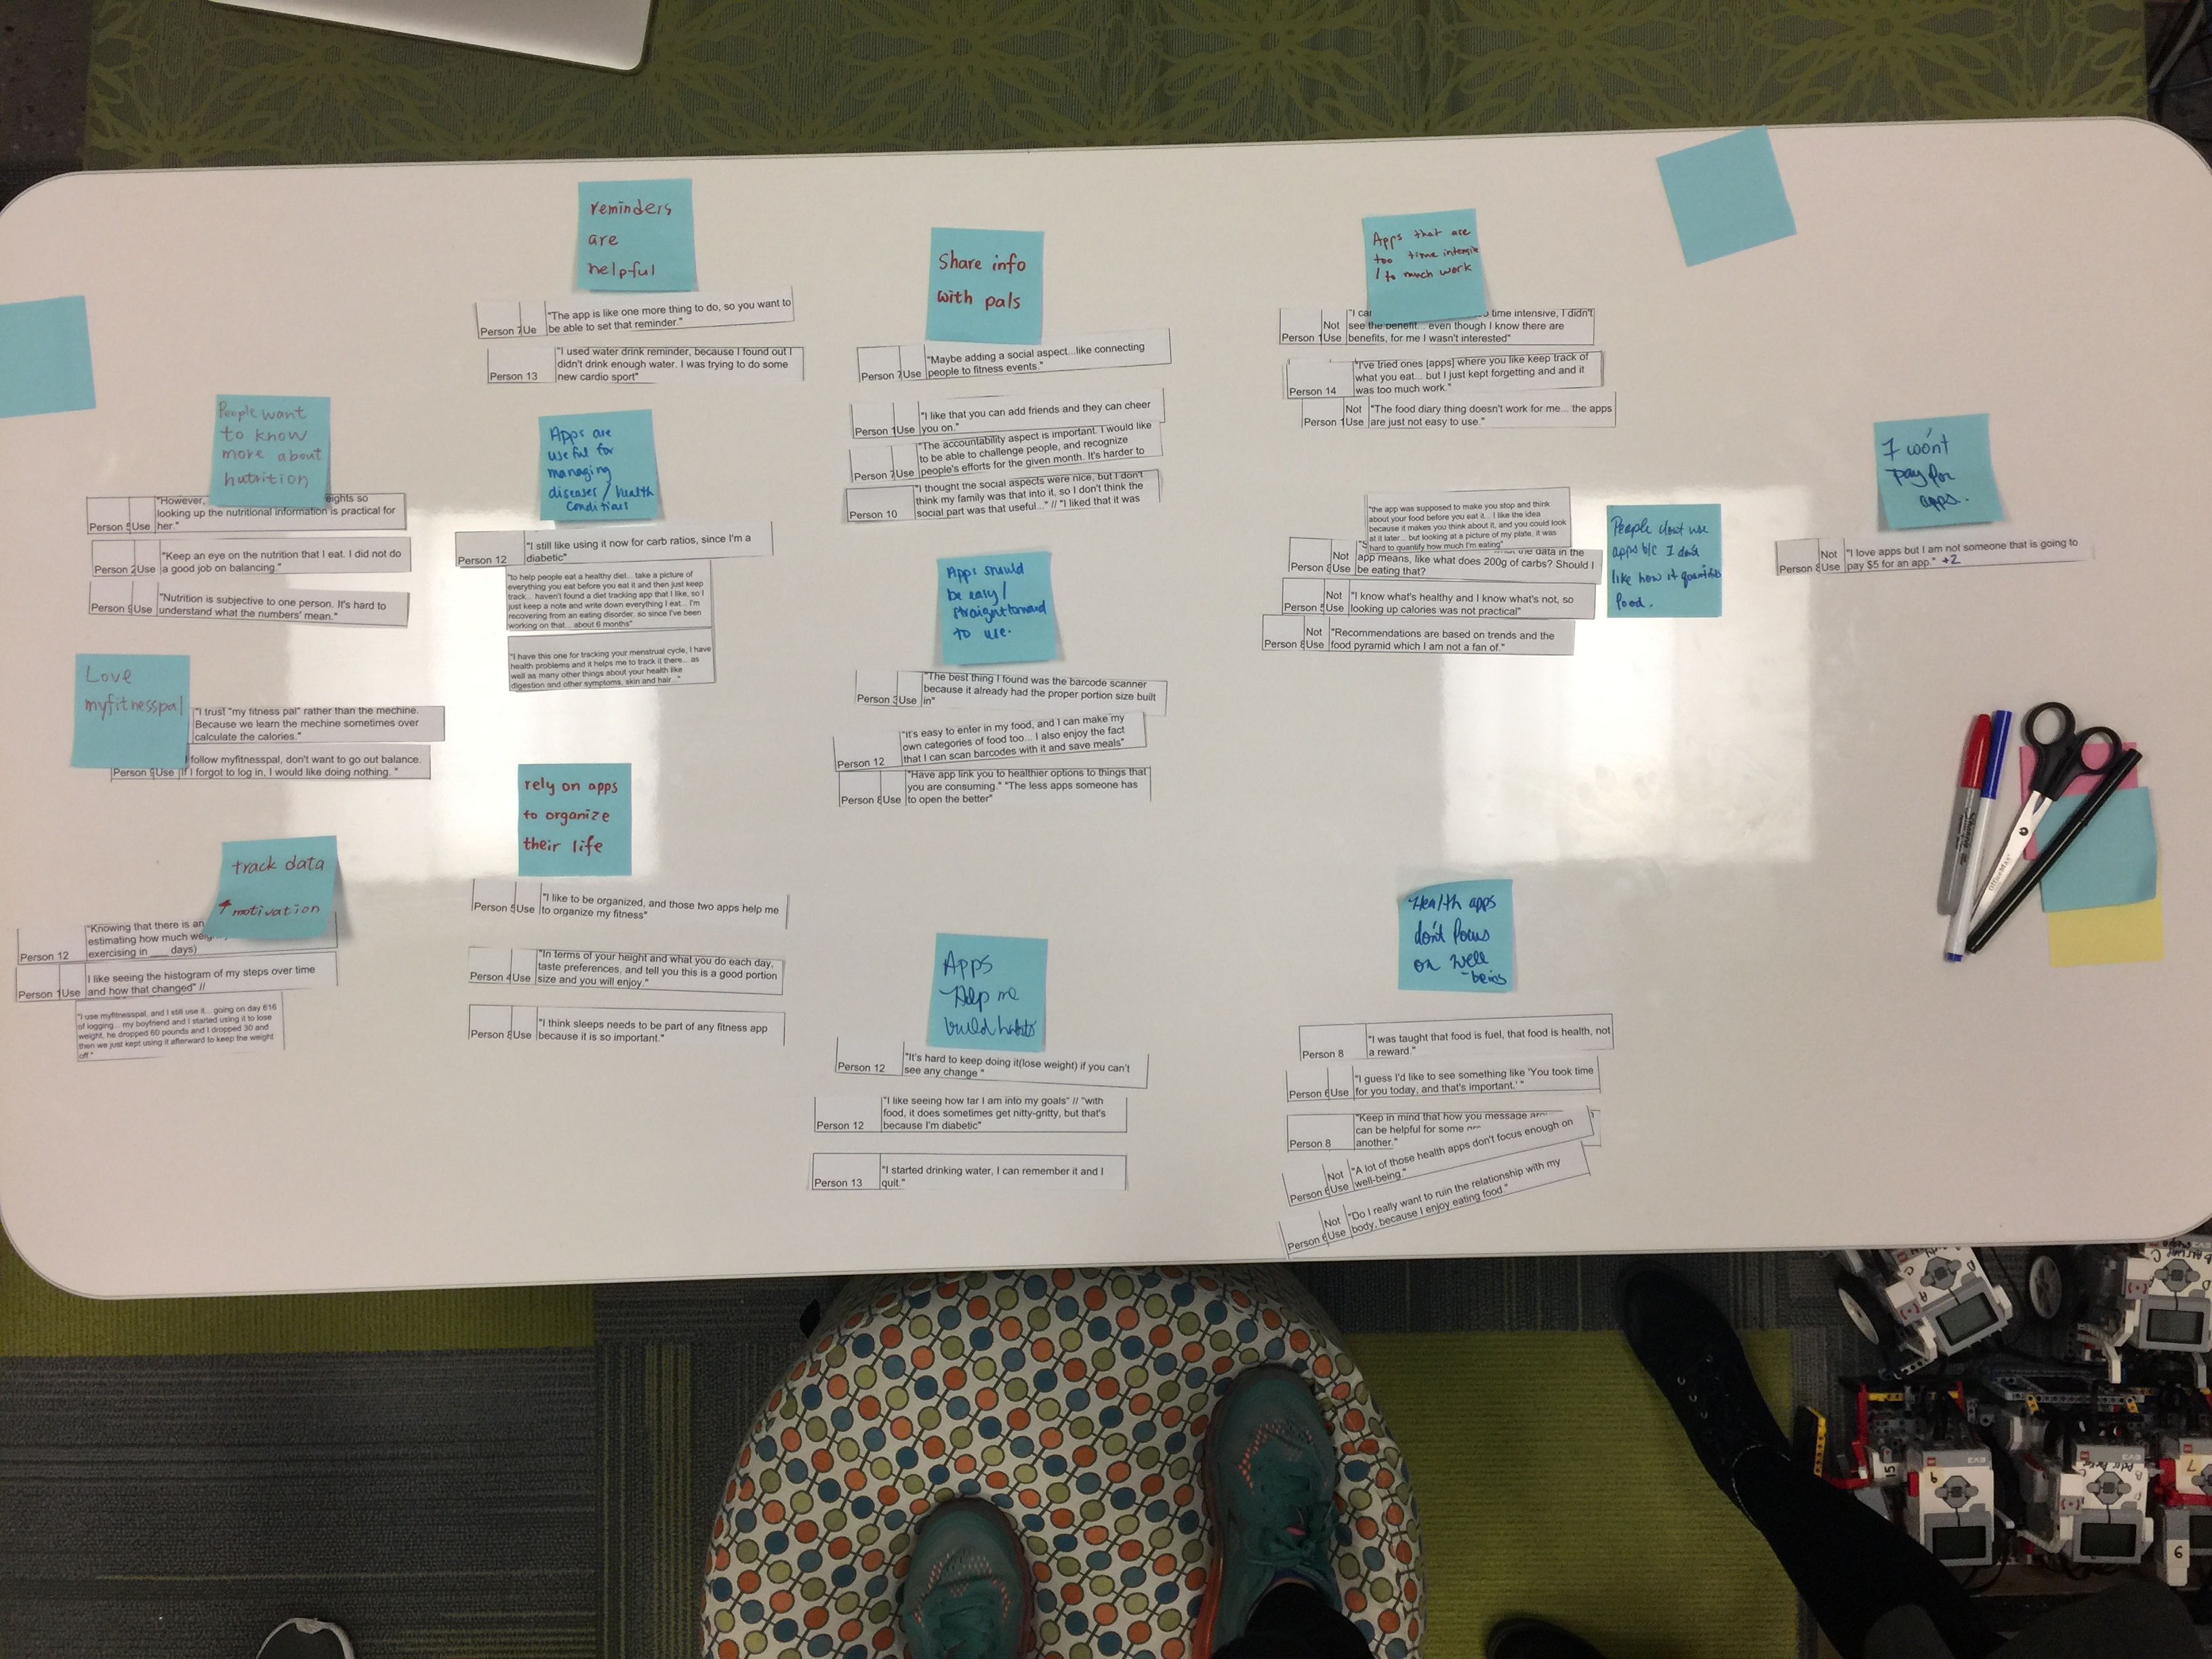 People want
to know
more about
nutrition
"However,
eights so
Person
Use
looking up the nutritional information is practical for
her."
"Keep an eye on the nutrition that I eat. I did not do
Person 2
Use
a good job on balancing"
"Nutrition is subjective to one person. It's hard to
Person
Use
understand what the numbers' mean."
Love
myfitnesspal
"I trust "my fitness pal" rather than the mechine.
Because we learn the mechine sometimes over
calculate the calories."
follow myfitnesspal, don't want to go out balance
Person
Use
If I forgot to log in, I would like doing nothing. "
track data
↑ motivation
"Knowing that there is an
Person 12
estimating how much weig
exercising in ___ days)
I like seeing the histogram of my steps over time
Person 1
Use
and how that changed" //
"I use myfitnesspal, and I still use it... going on day 616
of logging... my boyfriend and I started using it to lose
weight, he dropped 60 pounds and I dropped 30 and
then we just kept using it afterward to keep the weight
off"
reminders
are
helpful
"The app is like one more thing to do, so you want to
Person 7
Use
be able to set that reminder."
"I used water drink reminder, because I found out I
Person 13
didn't drink enough water. I was trying to do some
new cardio sport"
Apps are
useful for
managing
diseases/health
conditions
"I still like using it now for carb ratios, since I'm a
Person 12
diabetic"
"to help people eat a healthy diet... take a picture of
everything you eat before you eat it and then just keep
track... haven't found a diet tracking app that I like, so I
just keep a note and write down everything I eat... I'm
recovering from an eating disorder, so since I've been
working on that... about 6 months"
"I have this one for tracking your menstrual cycle, I have
health problems and it helps me to track it there... as
well as many other things about your health like
digestion and other symptoms, skin and hair..."
rely on apps
to organize
their life
"I like to be organized, and those two apps help me
Person
Use
to organize my fitness"
"In terms of your height and what you do each day,
taste preferences, and tell you this is a good portion
Person 4
Use
size and you will enjoy"
"I think sleeps needs to be part of any fitness app
Person
Use
because it is so important."
Share info
with pals
"Maybe adding a social aspect...like connecting
Person 7
Use
people to fitness events."
"I like that you can add friends and they can cheer
Person 1
Use
you on"
"The accountability aspect is important. I would like
to be able to challenge people, and recognize
Person 7
Use
people's efforts for the given month. It's harder to
"I thought the social aspects were nice, but I don't
Person 10
think my family was that into it, so I don't think the
social part was that useful..." // "I liked that it was
Apps should
be easy/
straightforward
to use.
"The best thing I found was the barcode scanner
because it already had the proper portion size built
Person 3
Use
in"
"It's easy to enter in my food, and I can make my
Person 12
own categories of food too... I also enjoy the fact
that I can scan barcodes with it and save meals"
"Have app link you to healthier options to things that
you are consuming." "The less apps someone has
Person
Use
to open the better"
Apps
help me
build habits
"It's hard to keep doing it(lose weight) if you can't
Person 12
see any change "
"I like seeing how far I am into my goals" // "with
Person 12
food, it does sometimes get nitty-gritty, but that's
because I'm diabetic"
Person 13
"I started drinking water, I can remember it and I
quit."
Apps that are
too
time intensive
/ to much work
"I ca
time intensive, I didn't
Not
see the benefit... even though I know there are
Person 1
Use
benefits, for me I wasn't interested"
"I've tried ones [apps] where you like keep track of
Person 14
what you eat... but I just kept forgetting and and it
was too much work."
Not
"The food diary thing doesn't work for me... the apps
Person 1
Use
are just not easy to use "
"the app was supposed to make you stop and think
about your food before you eat it... I like the idea
because it makes you think about it, and you could look
at it later... but looking at a picture of my plate, it was
hard to quantify how much I'm eating"
the data in the
Not
app means, like what does 200g of carbs? Should I
Person
Use
be eating that?
Not
"I know what's healthy and I know what's not, so
Person
Use
looking up calories was not practical"
Not
"Recommendations are based on trends and the
Person
Use
food pyramid which I am not a fan of."
People don't use
apps b/c I don't
like how it quantifies
food.
Health apps
don't focus
on well
-being
Person 8
"I was taught that food is fuel, that food is health, not
a reward "
"I guess I'd like to see something like 'You took time
Person
Use
for you today, and that's important.' "
"Keep in mind that how you message
Person 8
can be helpful for some
on
another."
Not
"A lot of those health apps don't focus enough on
Person
Use
well-being"
Not
"Do I really want to ruin the relationship with my
Person
Use
body, because I enjoy eating food "
I won't
pay for
apps.
Not
"I love apps but I am not someone that is going to
Person
Use
pay $5 for an app." +2
Sharpie
OfficeMax
15
9
EV3
6
7